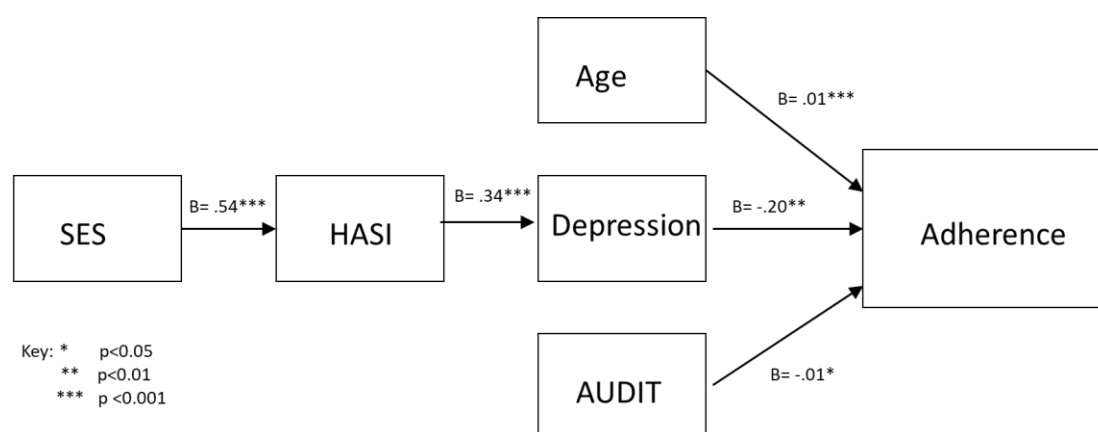 Age
B= .01***
SES
B= .54***
HASI
B= .34***
Depression
B= -.20**
Adherence
AUDIT
B= -.01*
Key: * p<0.05
** p<0.01
*** p <0.001